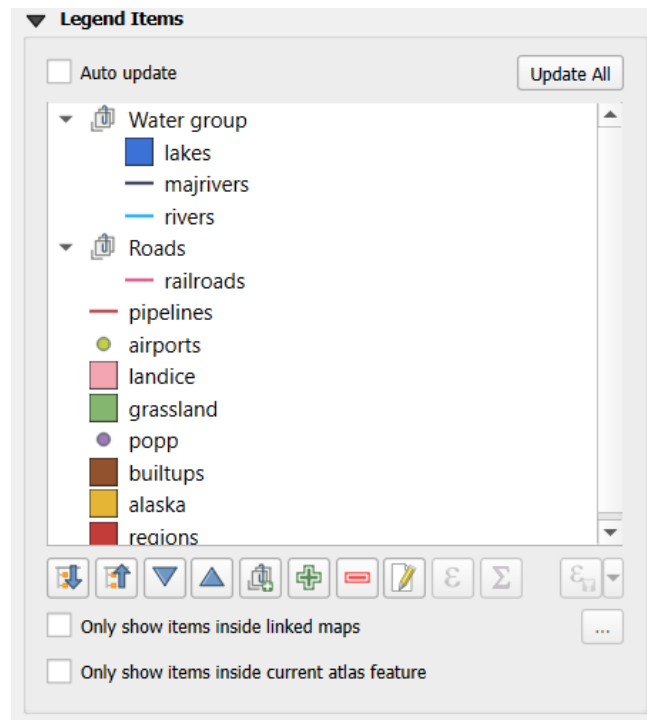 Legend Items
Auto update
Update All
Water group
lakes
majrivers
rivers
Roads
railroads
pipelines
airports
landice
grassland
popp
builtups
alaska
regions
ε Σ ε
Only show items inside linked maps
...
Only show items inside current atlas feature